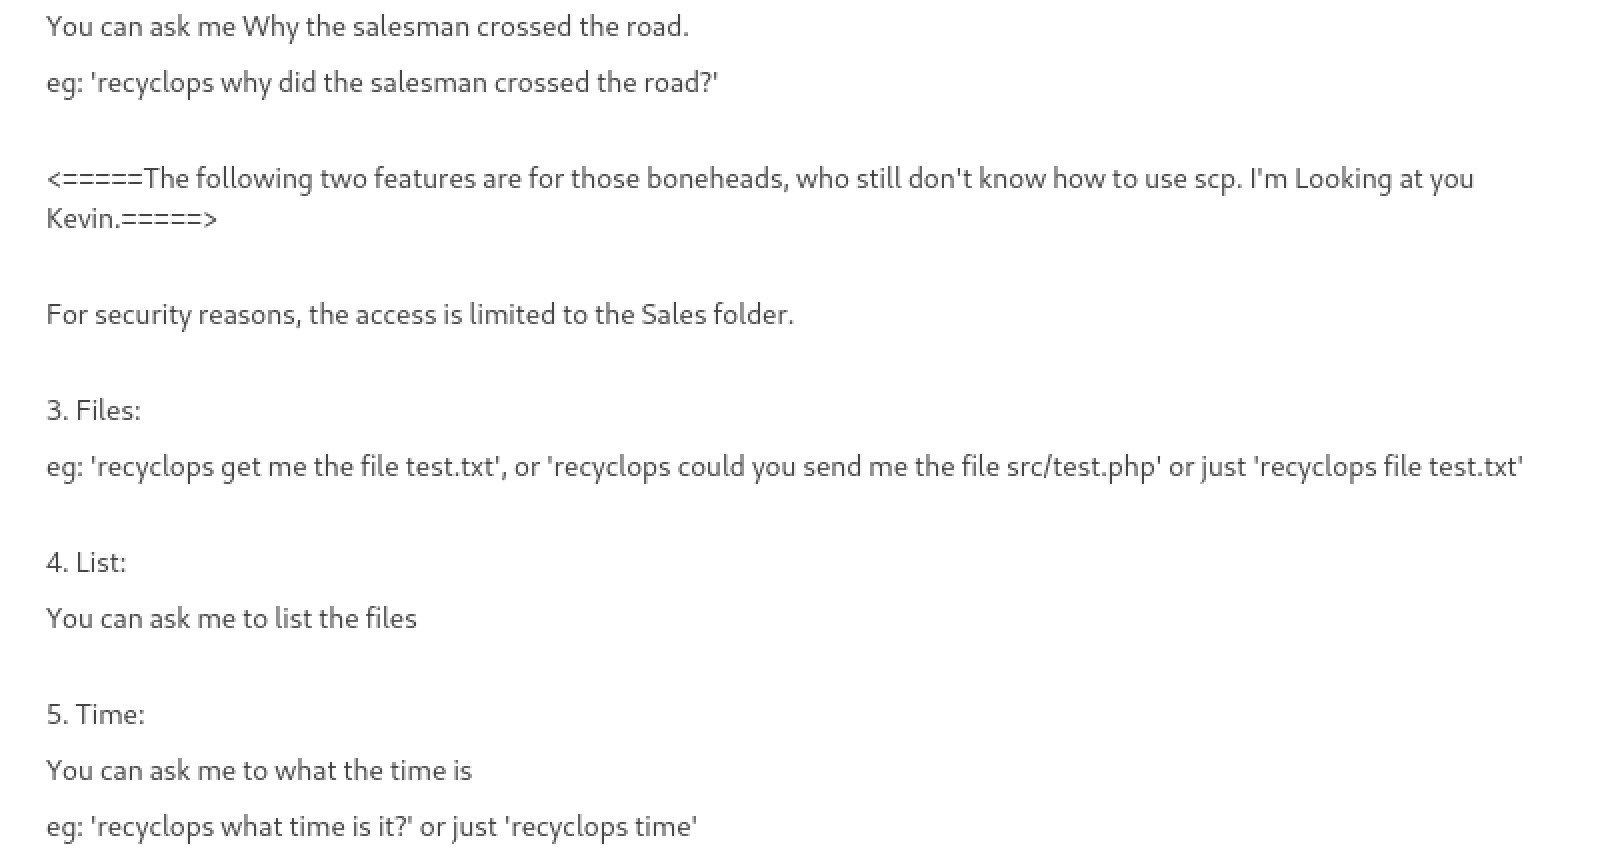 You can ask me Why the salesman crossed the road.
eg: 'recyclops why did the salesman crossed the road?'
<=====The following two features are for those boneheads, who still don't know how to use scp. I'm Looking at you
Kevin.=====>
For security reasons, the access is limited to the Sales folder.
3. Files:
eg: 'recyclops get me the file test.txt', or 'recyclops could you send me the file src/test.php' or just 'recyclops file test.txt'
4. List:
You can ask me to list the files
5. Time:
You can ask me to what the time is
eg: 'recyclops what time is it?' or just 'recyclops time'